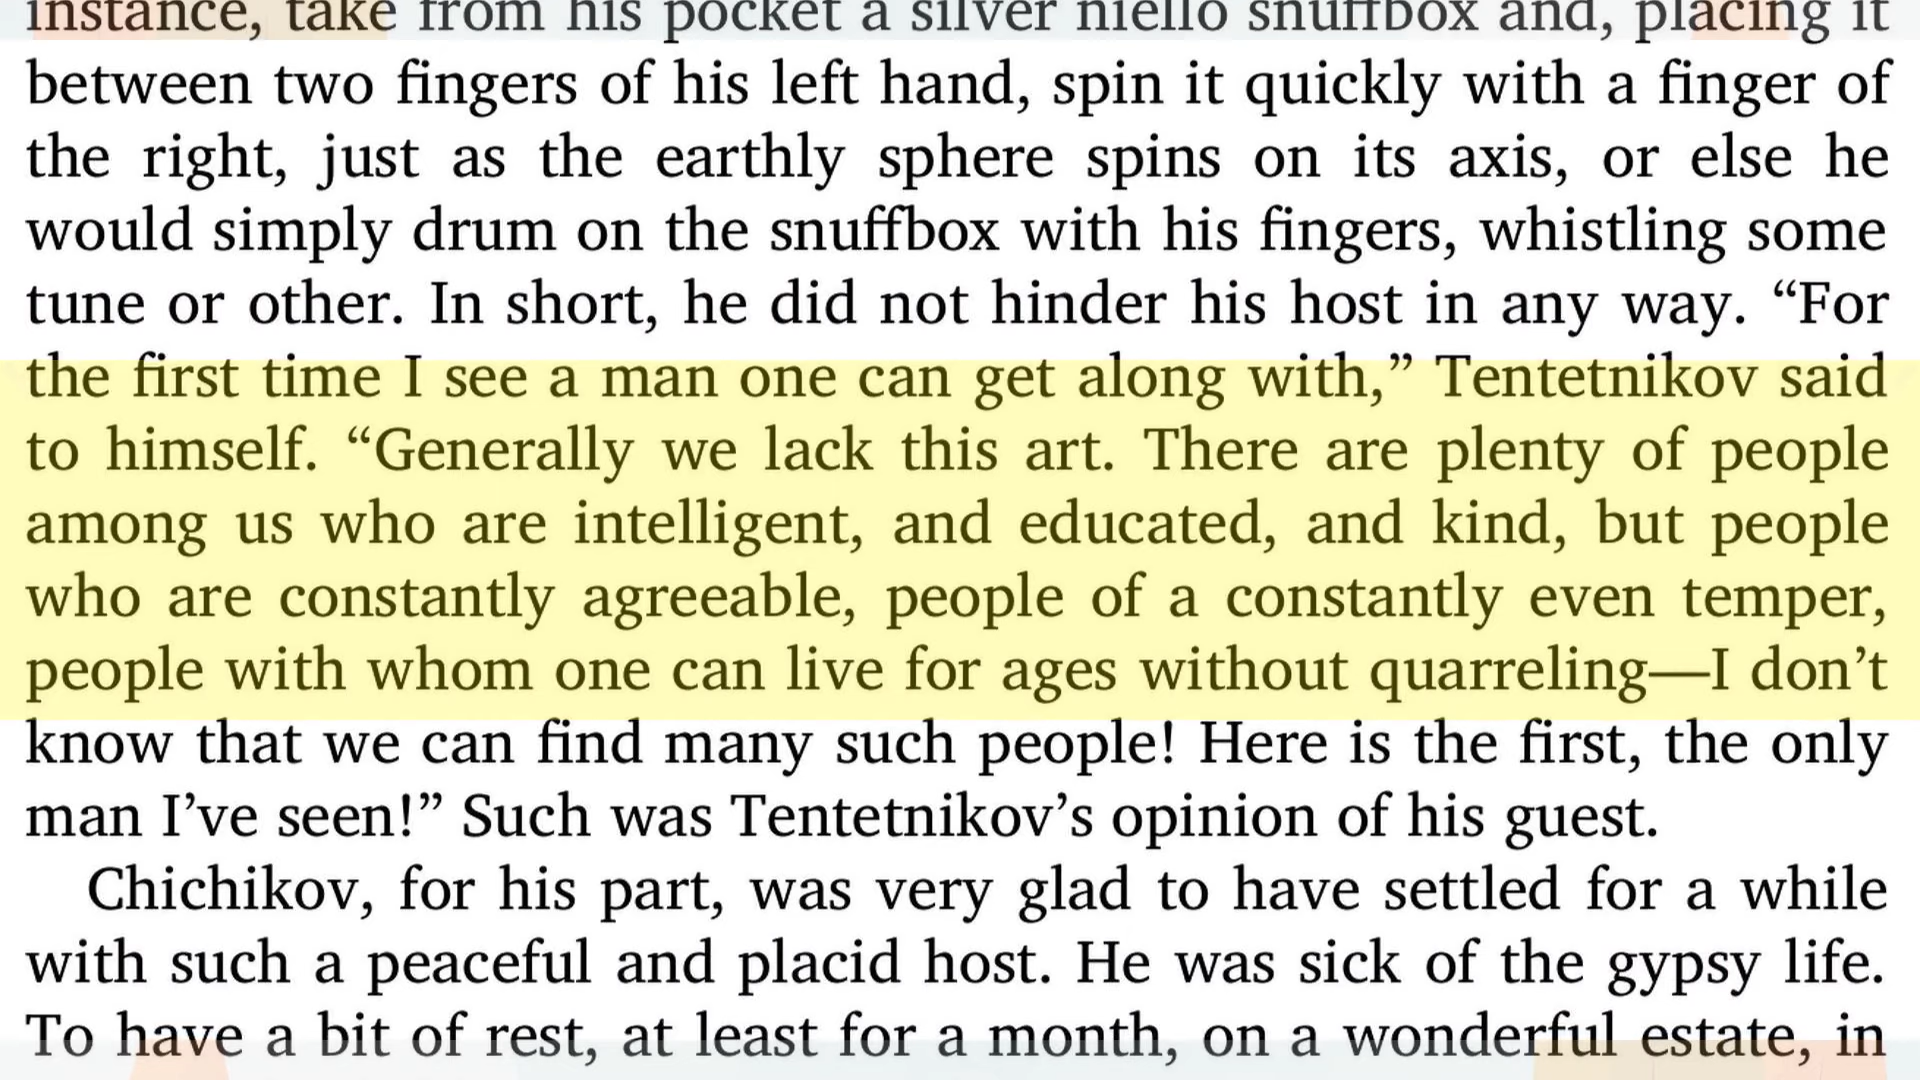 instance, take from his pocket a silver niello snuffbox and, placing it
between two fingers of his left hand, spin it quickly with a finger of
the right, just as the earthly sphere spins on its axis, or else he
would simply drum on the snuffbox with his fingers, whistling some
tune or other. In short, he did not hinder his host in any way. “For
the first time I see a man one can get along with,” Tentetnikov said
to himself. “Generally we lack this art. There are plenty of people
among us who are intelligent, and educated, and kind, but people
who are constantly agreeable, people of a constantly even temper,
people with whom one can live for ages without quarreling—I don’t
know that we can find many such people! Here is the first, the only
man I’ve seen!” Such was Tentetnikov’s opinion of his guest.
Chichikov, for his part, was very glad to have settled for a while
with such a peaceful and placid host. He was sick of the gypsy life.
To have a bit of rest, at least for a month, on a wonderful estate, in